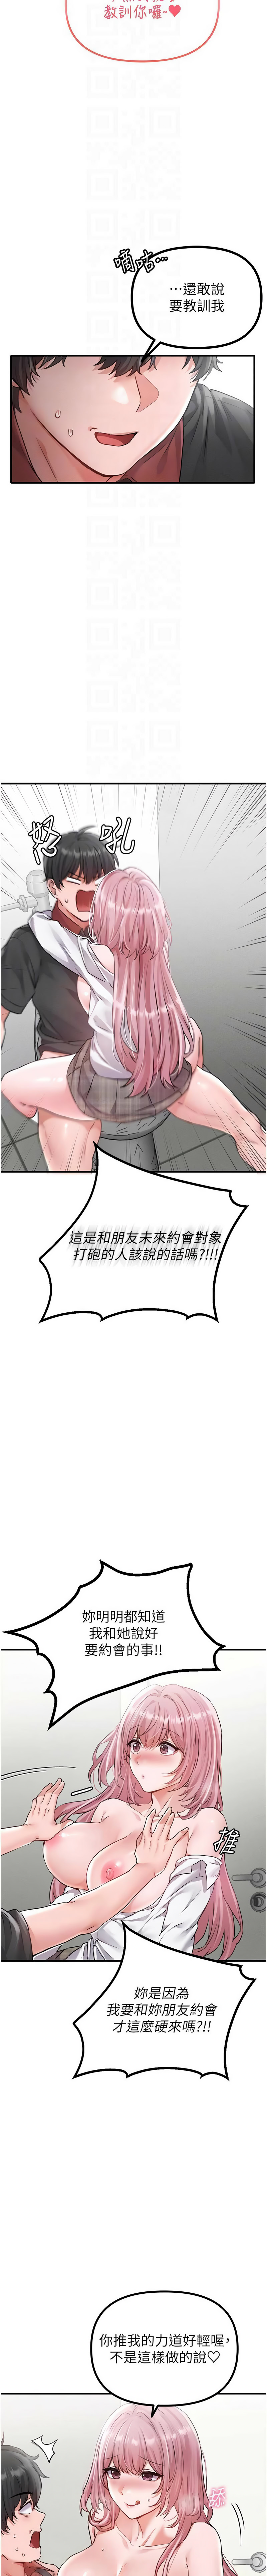 教訓你囉~♥
嘀咕~…
…還敢說
要教訓我
怒吼
這是和朋友未來約會對象
打砲的人該說的話嗎?!!!
妳明明都知道
我和她說好
要約會的事!!
推
妳是因為
我要和妳朋友約會
才這麼硬來嗎?!!
你推我的力道好輕喔,
不是這樣做的說♡